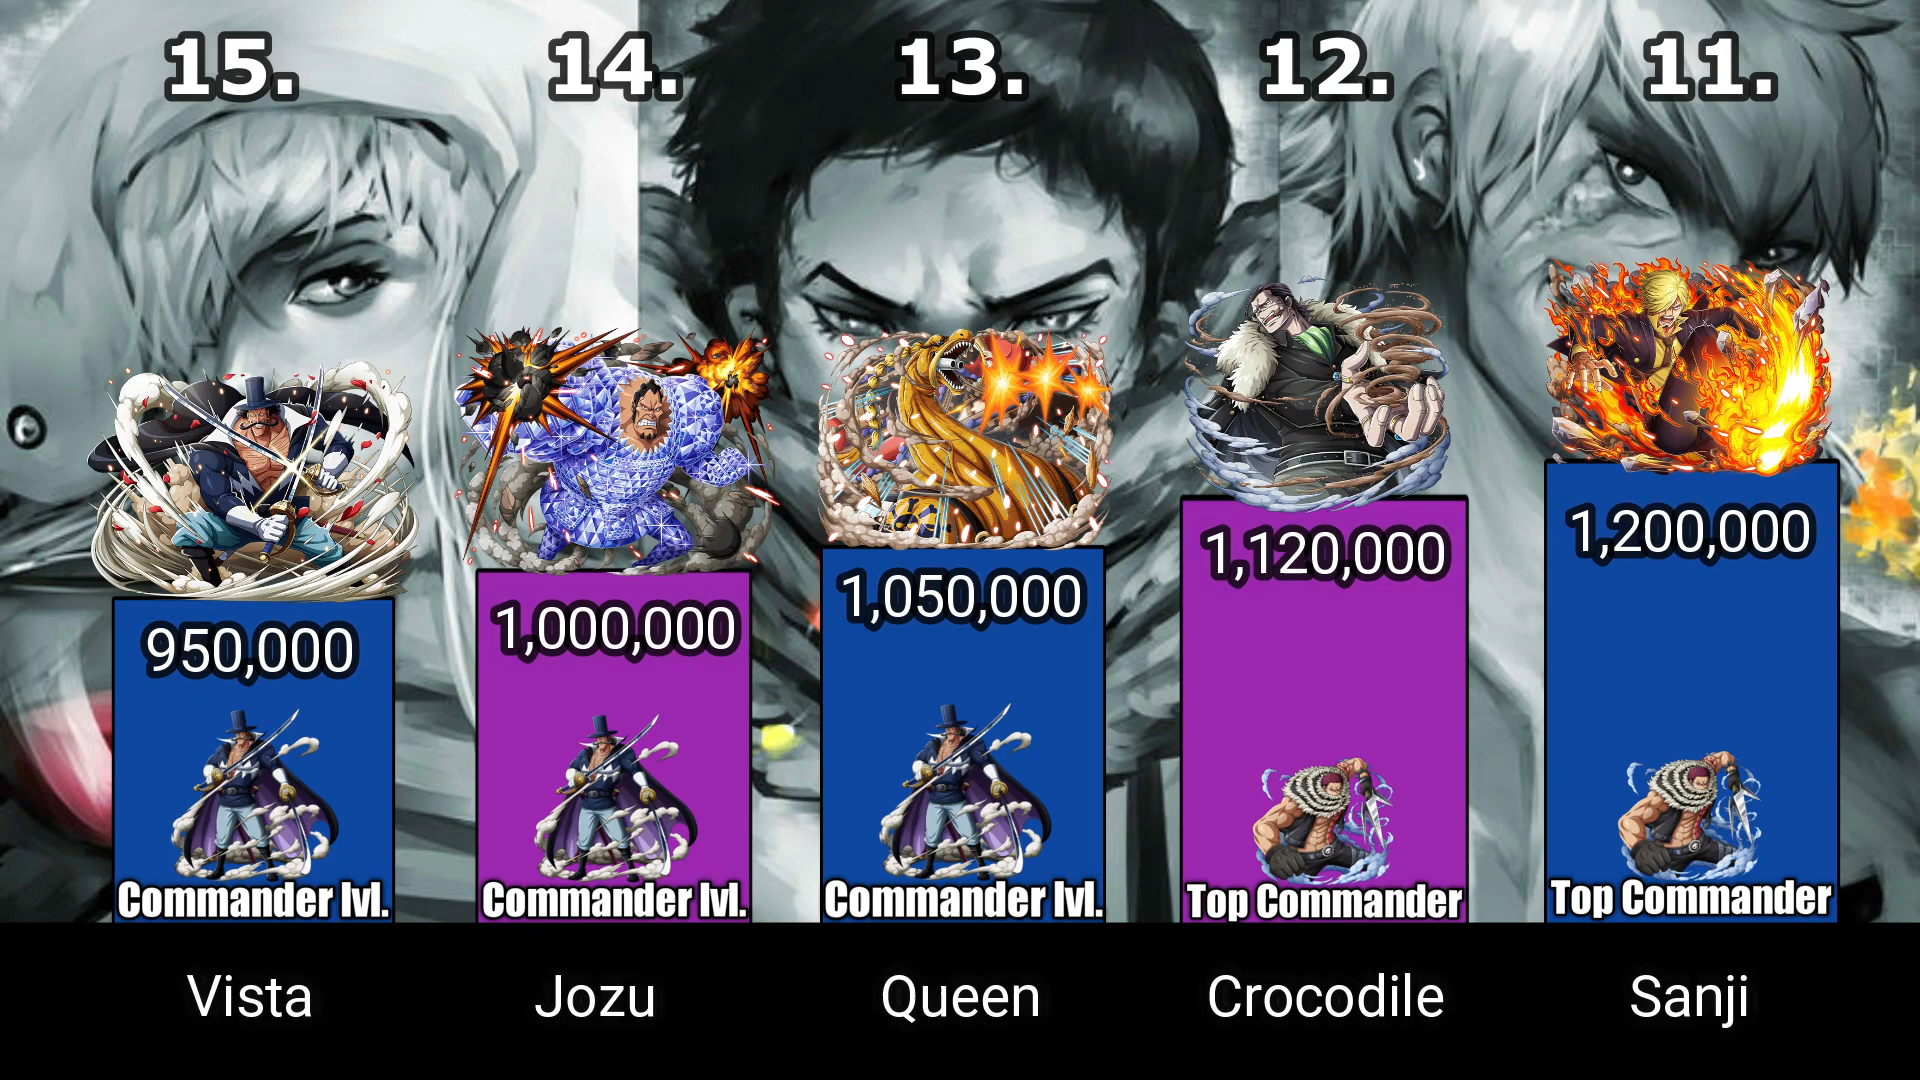 15. 14. 13. 12. 11.
1,200,000
1,120,000
1,050,000
1,000,000
950,000
Commander lvl. Commander lvl. Commander lvl. Top Commander Top Commander
Vista Jozu Queen Crocodile Sanji